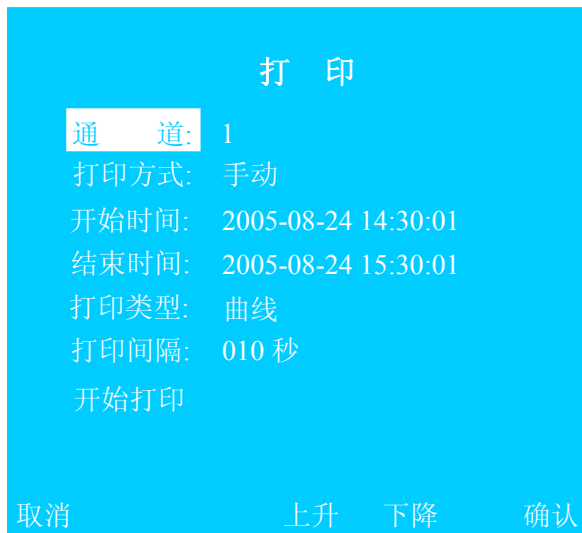 打 印
通 道: 1
打印方式: 手动
开始时间: 2005-08-24 14:30:01
结束时间: 2005-08-24 15:30:01
打印类型: 曲线
打印间隔: 010 秒
开始打印
取消 上升 下降 确认